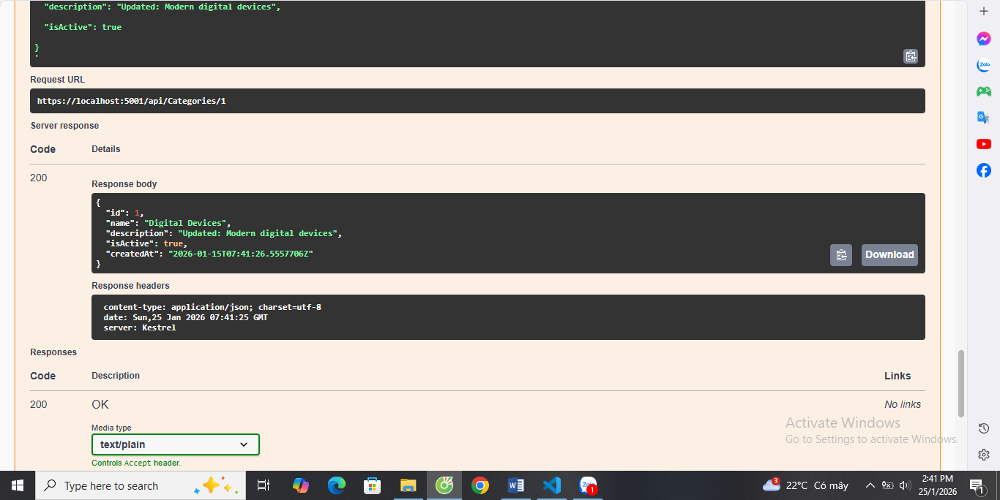 "description": "Updated: Modern digital devices",
"isActive": true
}
'
Request URL
https://localhost:5001/api/Categories/1
Server response
Code Details
200
Response body
{
"id": 1,
"name": "Digital Devices",
"description": "Updated: Modern digital devices",
"isActive": true,
"createdAt": "2026-01-15T07:41:26.5557706Z"
}
Download
Response headers
content-type: application/json; charset=utf-8
date: Sun,25 Jan 2026 07:41:25 GMT
server: Kestrel
Responses
Code Description Links
200 OK No links
Media type
text/plain
Controls Accept header.
Activate Windows
Go to Settings to activate Windows.
Zalo
Type here to search
3 22°C Có mây
2:41 PM
25/1/2026
1
1